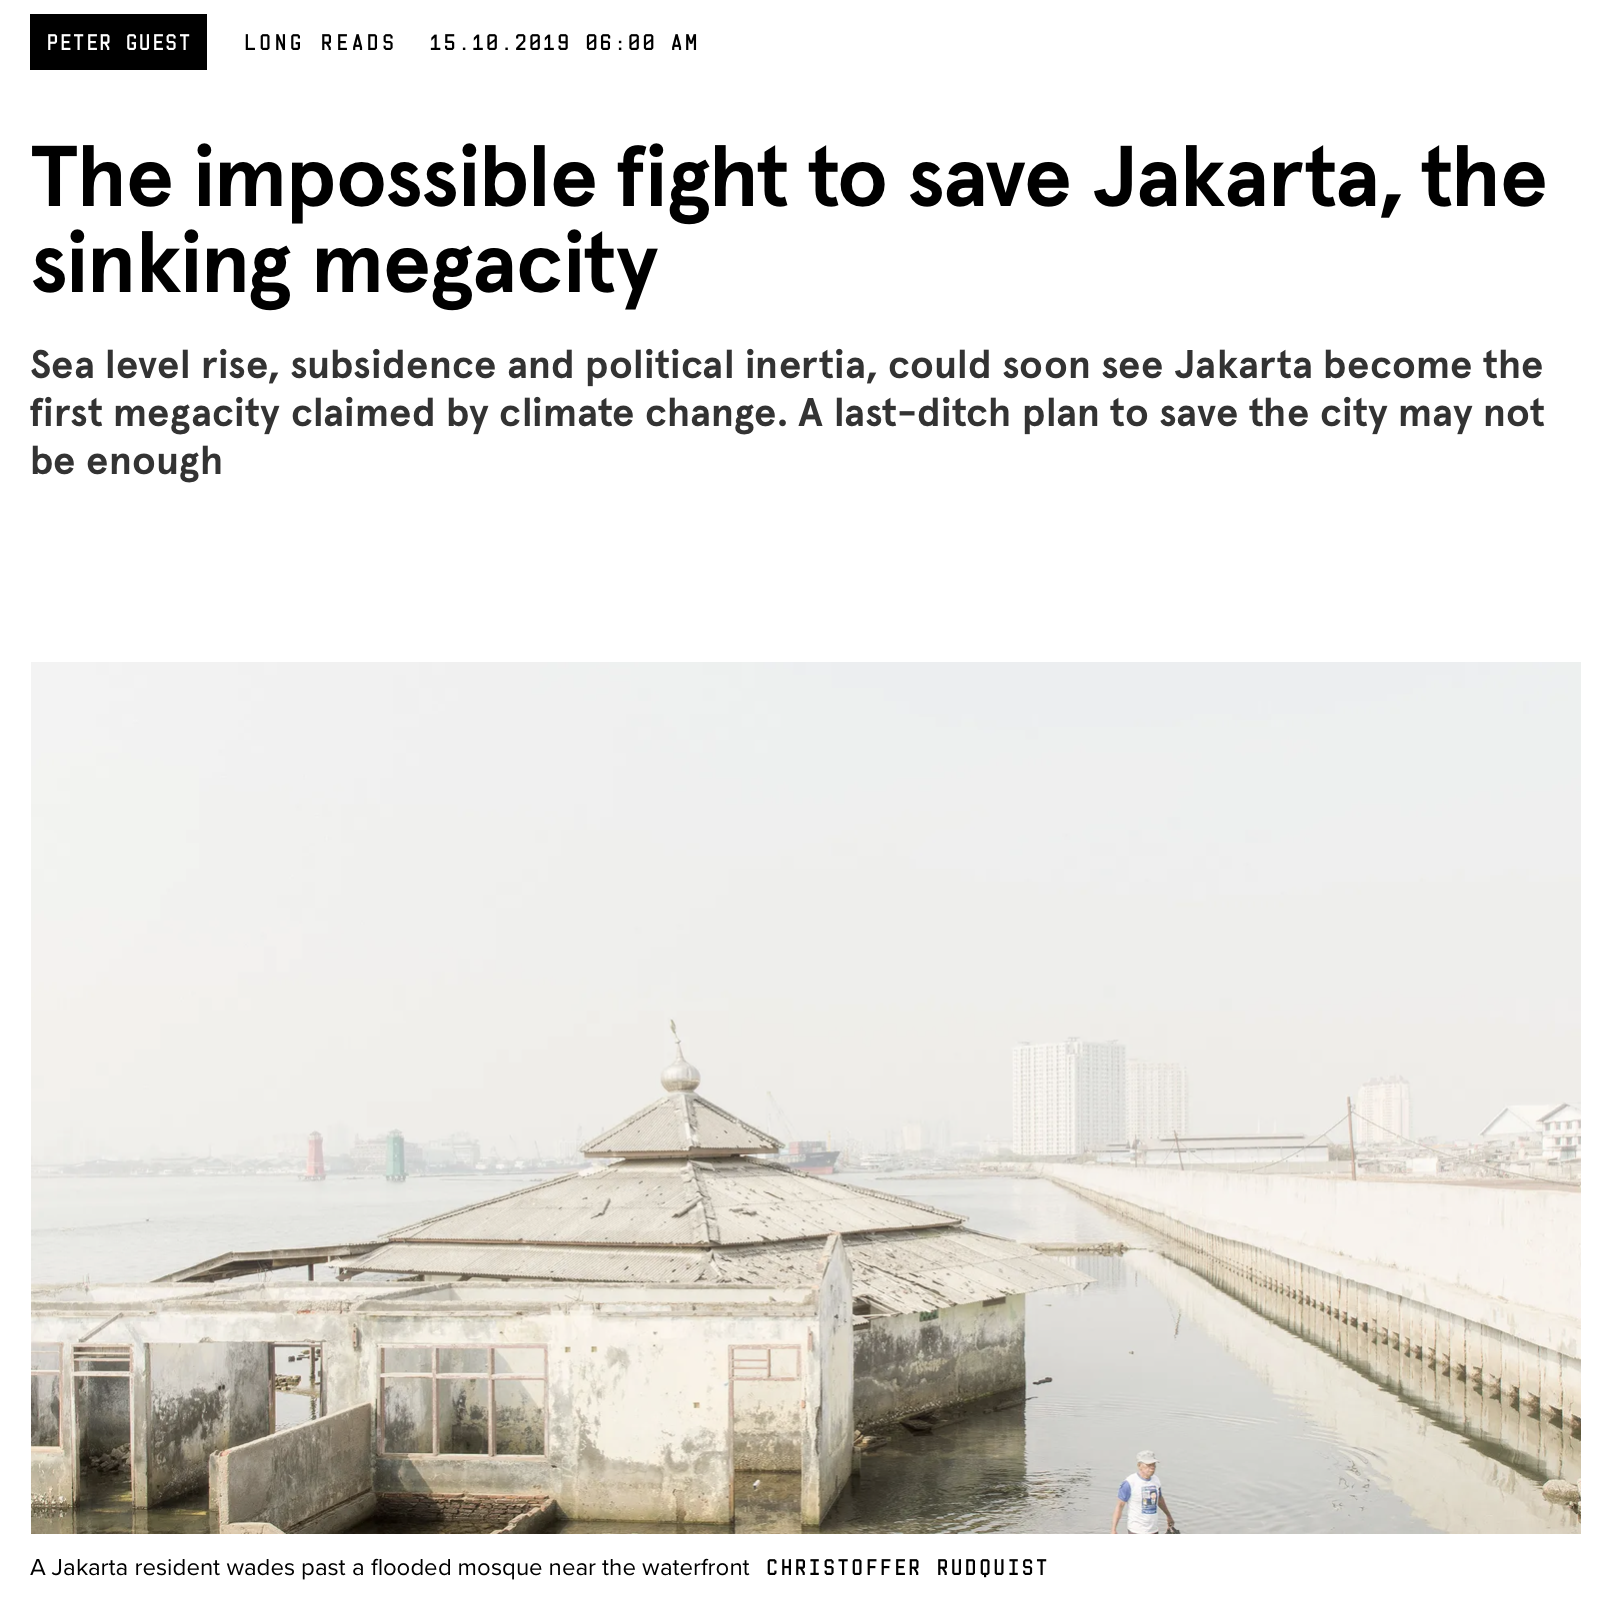 PETER GUEST LONG READS 15.10.2019 06:00 AM
The impossible fight to save Jakarta, the
sinking megacity
Sea level rise, subsidence and political inertia, could soon see Jakarta become the
first megacity claimed by climate change. A last-ditch plan to save the city may not
be enough
A Jakarta resident wades past a flooded mosque near the waterfront CHRISTOFFER RUDQUIST